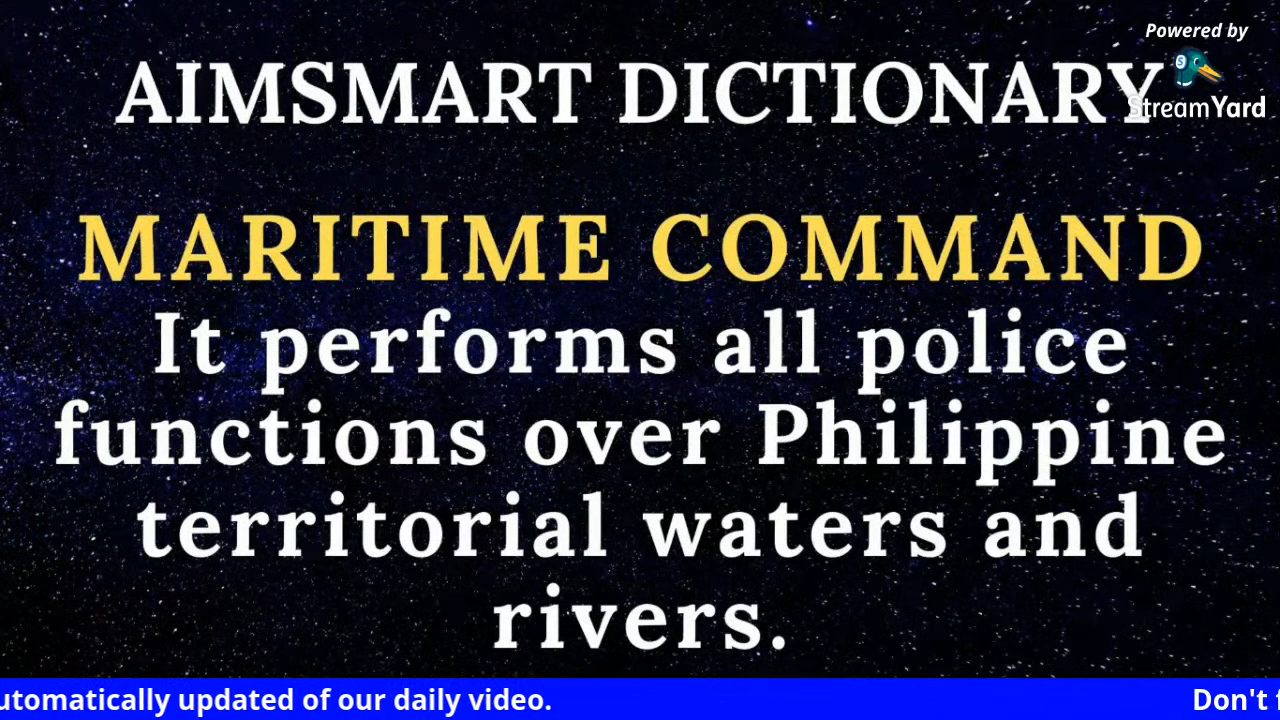 Powered by
StreamYard
AIMSMART DICTIONARY
MARITIME COMMAND
It performs all police
functions over Philippine
territorial waters and
rivers.
updated of our daily video.
Don't